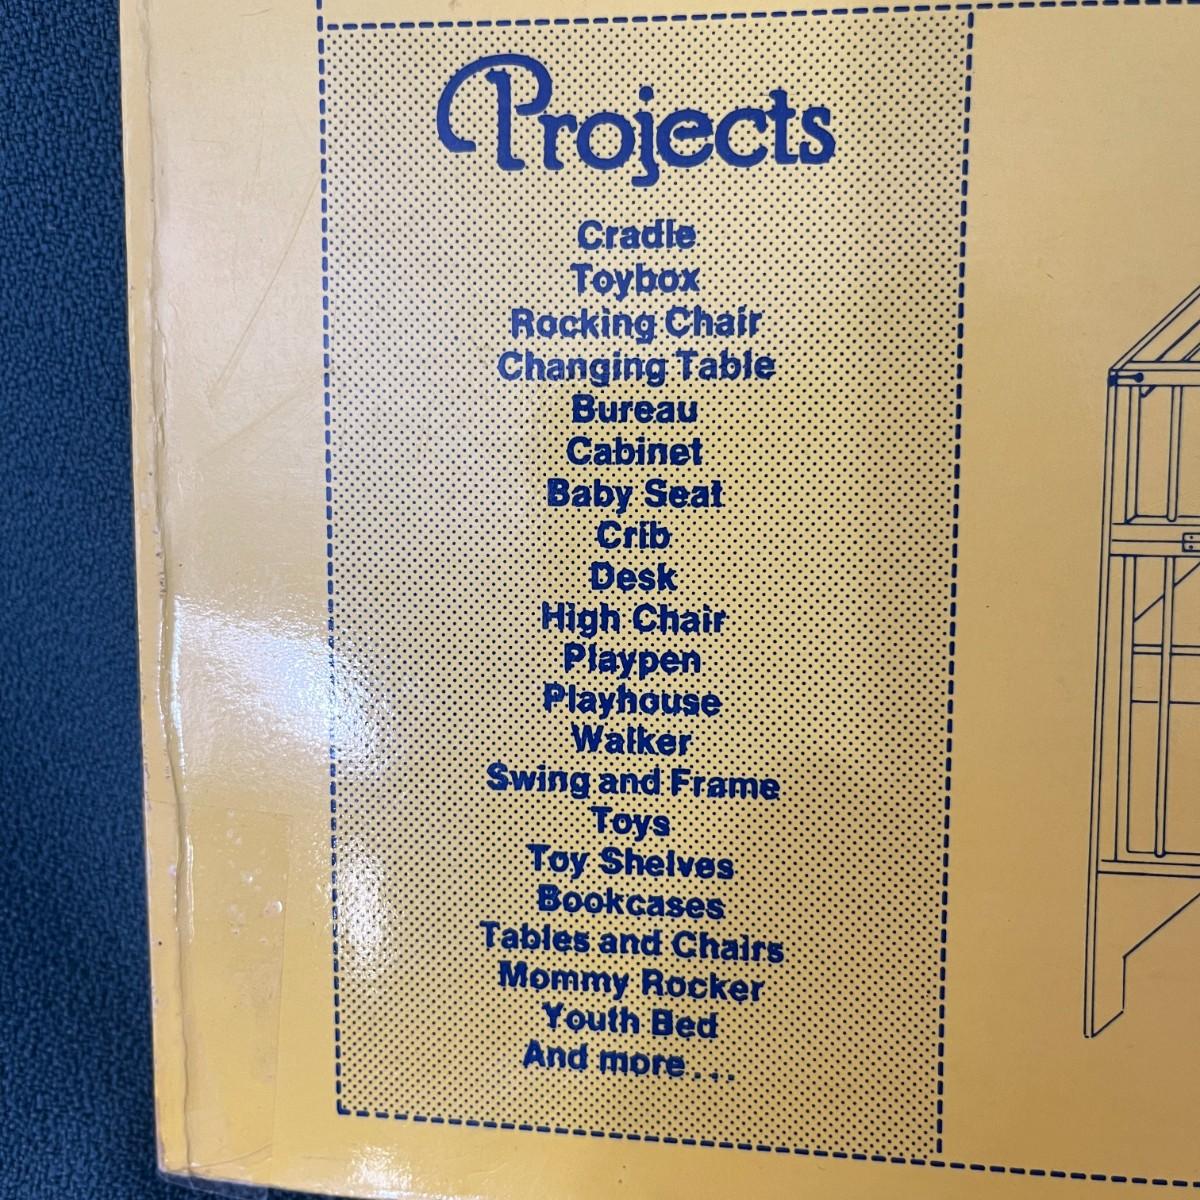 Projects
Cradle
Toybox
Rocking Chair
Changing Table
Bureau
Cabinet
Baby Seat
Crib
Desk
High Chair
Playpen
Playhouse
Walker
Swing and Frame
Toys
Toy Shelves
Bookcases
Tables and Chairs
Mommy Rocker
Youth Bed
And more...